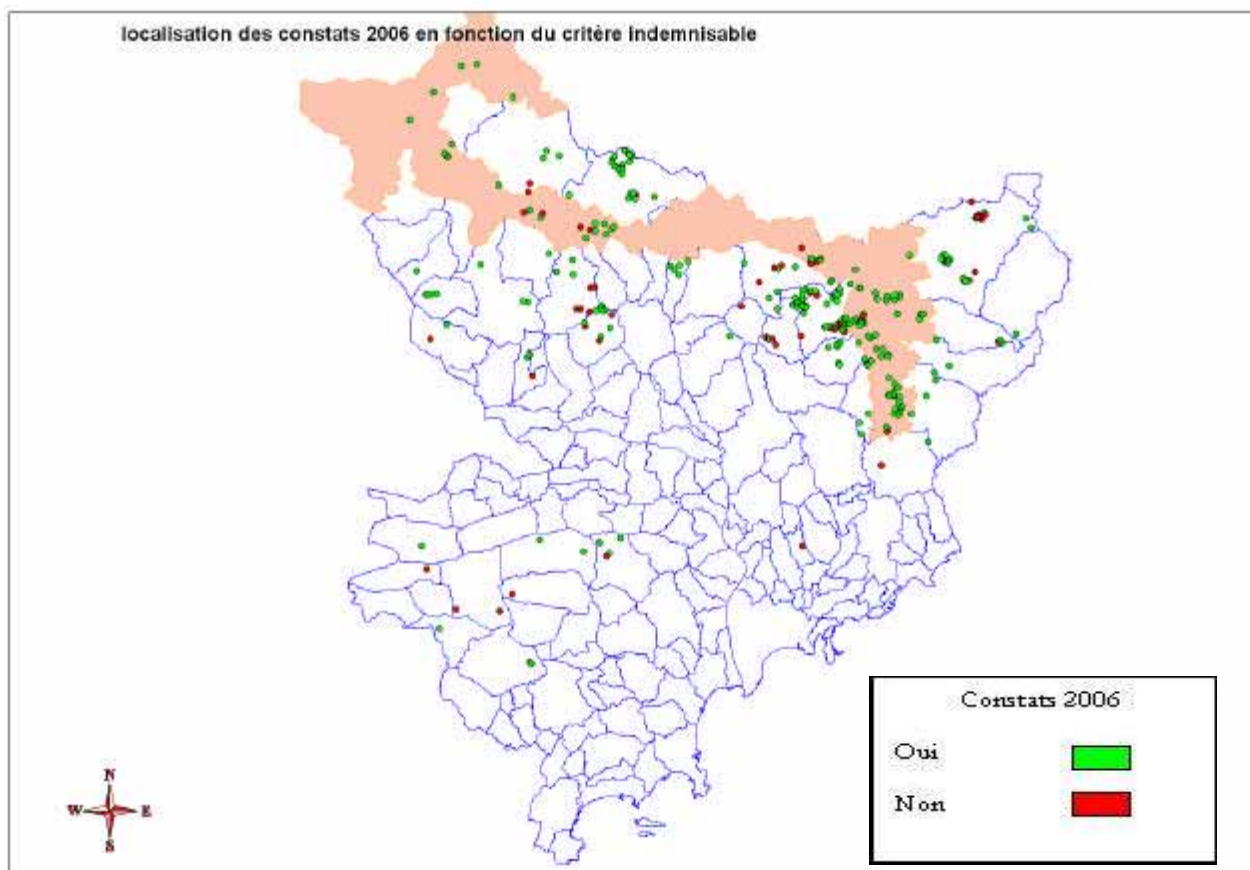 localisation des constats 2006 en fonction du critère indemnisable
Constats 2006
Oui
Non
N
W E
S